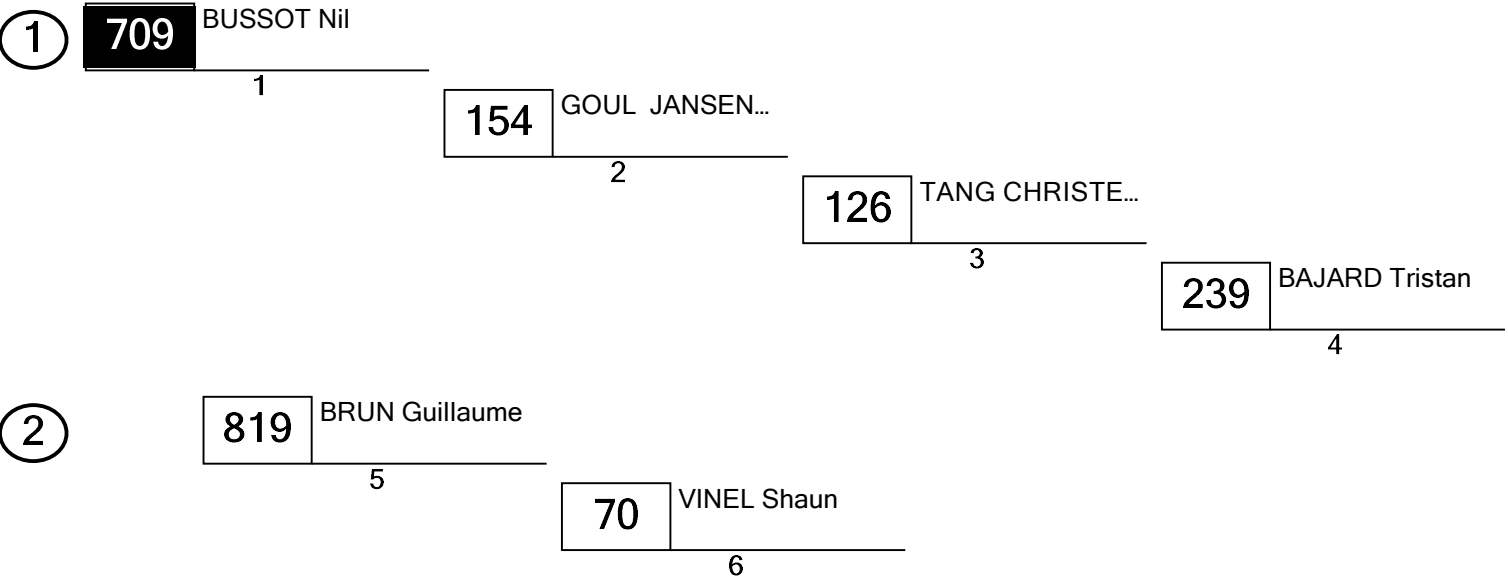 1
709 BUSSOT Nil
1
154 GOUL  JANSEN...
2
126 TANG CHRISTE...
3
239 BAJARD Tristan
4
2
819 BRUN Guillaume
5
70 VINEL Shaun
6